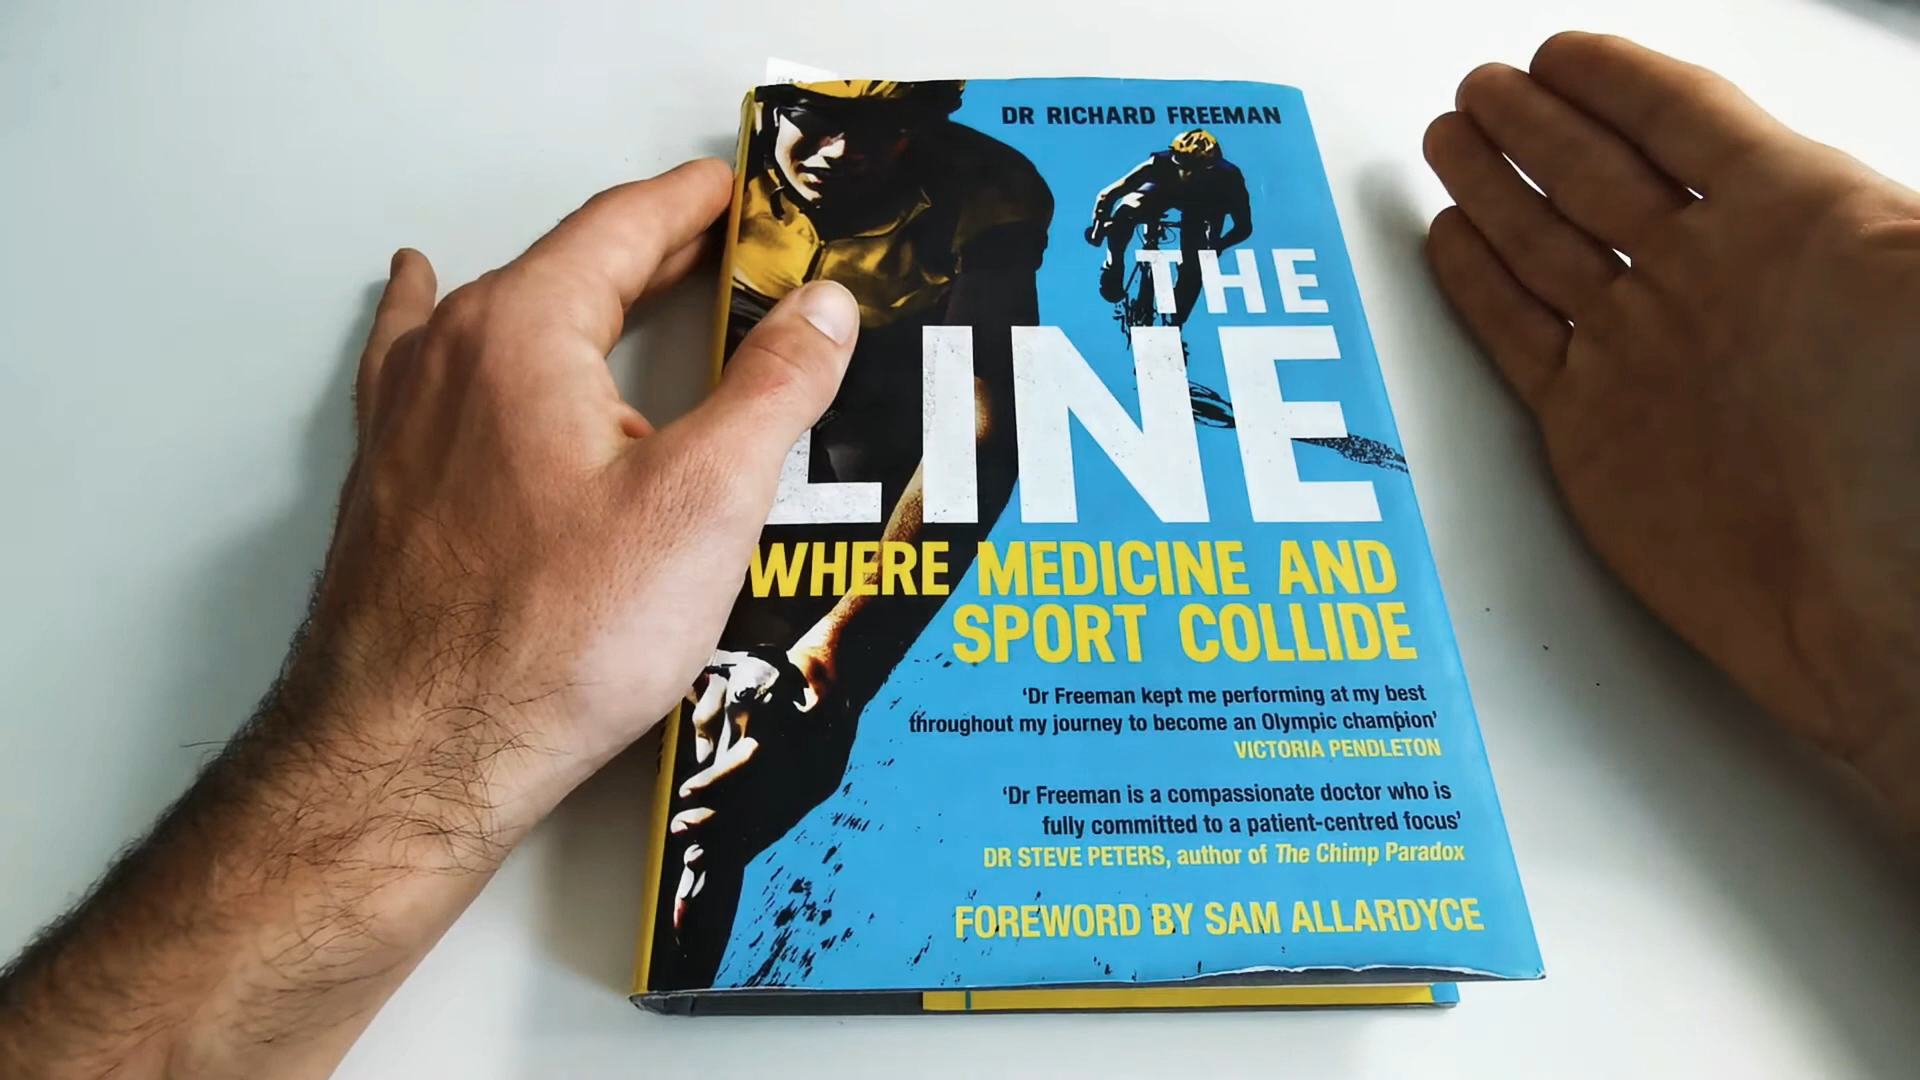 DR RICHARD FREEMAN
THE
LINE
WHERE MEDICINE AND
SPORT COLLIDE
‘Dr Freeman kept me performing at my best
throughout my journey to become an Olympic champion’
VICTORIA PENDLETON
‘Dr Freeman is a compassionate doctor who is
fully committed to a patient-centred focus’
DR STEVE PETERS, author of The Chimp Paradox
FOREWORD BY SAM ALLARDYCE